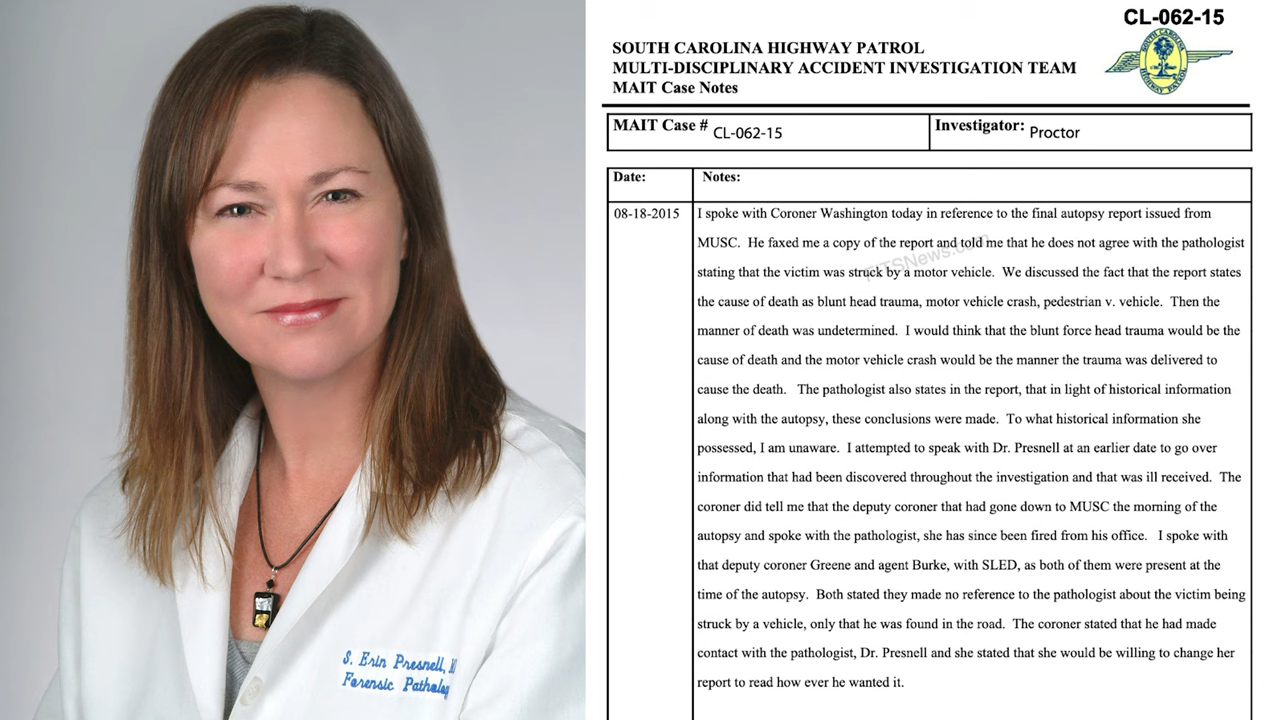 S. Erin Presnell, M
Forensic Patholog
CL-062-15
SOUTH CAROLINA HIGHWAY PATROL
MULTI-DISCIPLINARY ACCIDENT INVESTIGATION TEAM
MAIT Case Notes
SOUTH CAROLINA
HIGHWAY PATROL
MAIT Case # CL-062-15
Investigator: Proctor
Date:
Notes:
08-18-2015
I spoke with Coroner Washington today in reference to the final autopsy report issued from
MUSC. He faxed me a copy of the report and told me that he does not agree with the pathologist
stating that the victim was struck by a motor vehicle. We discussed the fact that the report states
the cause of death as blunt head trauma, motor vehicle crash, pedestrian v. vehicle. Then the
manner of death was undetermined. I would think that the blunt force head trauma would be the
cause of death and the motor vehicle crash would be the manner the trauma was delivered to
cause the death. The pathologist also states in the report, that in light of historical information
along with the autopsy, these conclusions were made. To what historical information she
possessed, I am unaware. I attempted to speak with Dr. Presnell at an earlier date to go over
information that had been discovered throughout the investigation and that was ill received. The
coroner did tell me that the deputy coroner that had gone down to MUSC the morning of the
autopsy and spoke with the pathologist, she has since been fired from his office. I spoke with
that deputy coroner Greene and agent Burke, with SLED, as both of them were present at the
time of the autopsy. Both stated they made no reference to the pathologist about the victim being
struck by a vehicle, only that he was found in the road. The coroner stated that he had made
contact with the pathologist, Dr. Presnell and she stated that she would be willing to change her
report to read how ever he wanted it.
FITSNews.com